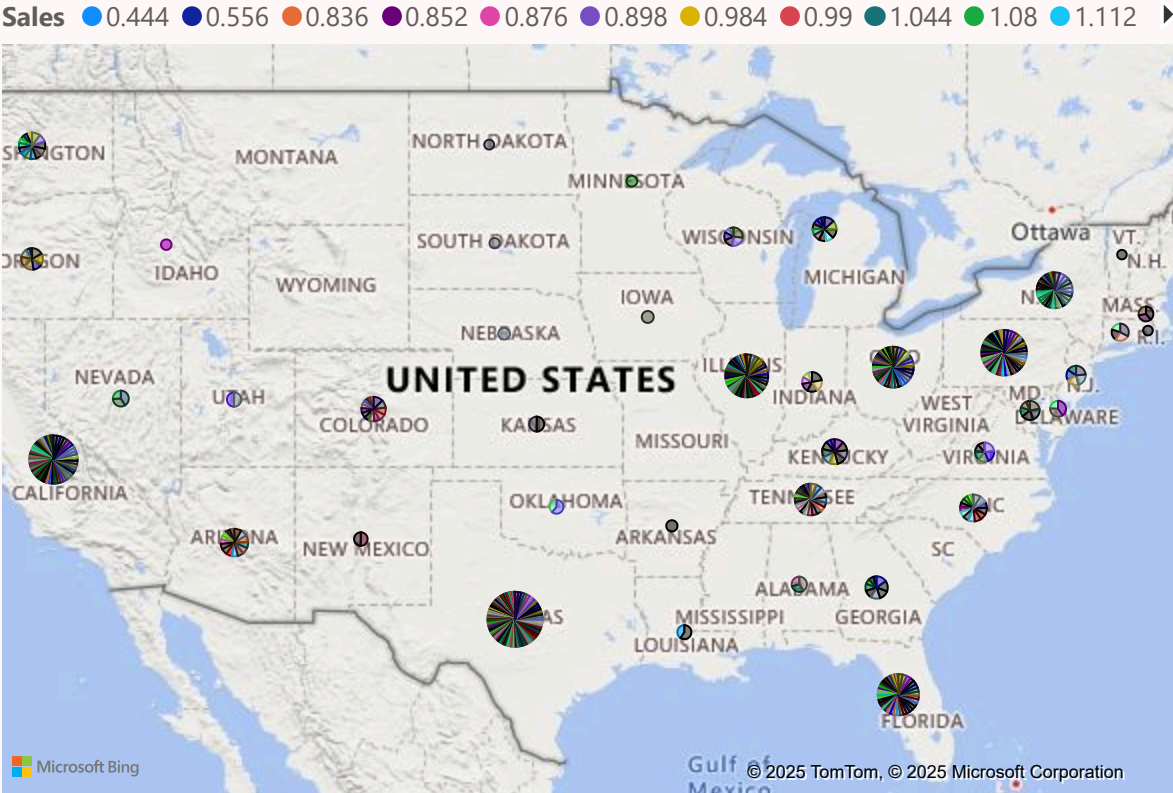 Sales 0.444 0.556 0.836 0.852 0.876 0.898 0.984 0.99 1.044 1.08 1.112
NORTH DAKOTA
MONTANA
MINNESOTA
Ottawa
VT.
N.H.
SOUTH DAKOTA
WISCONSIN
IDAHO
MICHIGAN
WYOMING
IOWA
MASS.
R.I.
NEBRASKA
NEVADA
UTAH
UNITED STATES
ILLINOIS
OHIO
INDIANA
MD.
N.J.
DELAWARE
WEST
VIRGINIA
COLORADO
KANSAS
MISSOURI
KENTUCKY
VIRGINIA
CALIFORNIA
OKLAHOMA
TENNESSEE
NC
ARIZONA
NEW MEXICO
ARKANSAS
SC
ALABAMA
MISSISSIPPI
GEORGIA
LOUISIANA
FLORIDA
Gulf of
Mexico
Microsoft Bing
© 2025 TomTom, © 2025 Microsoft Corporation